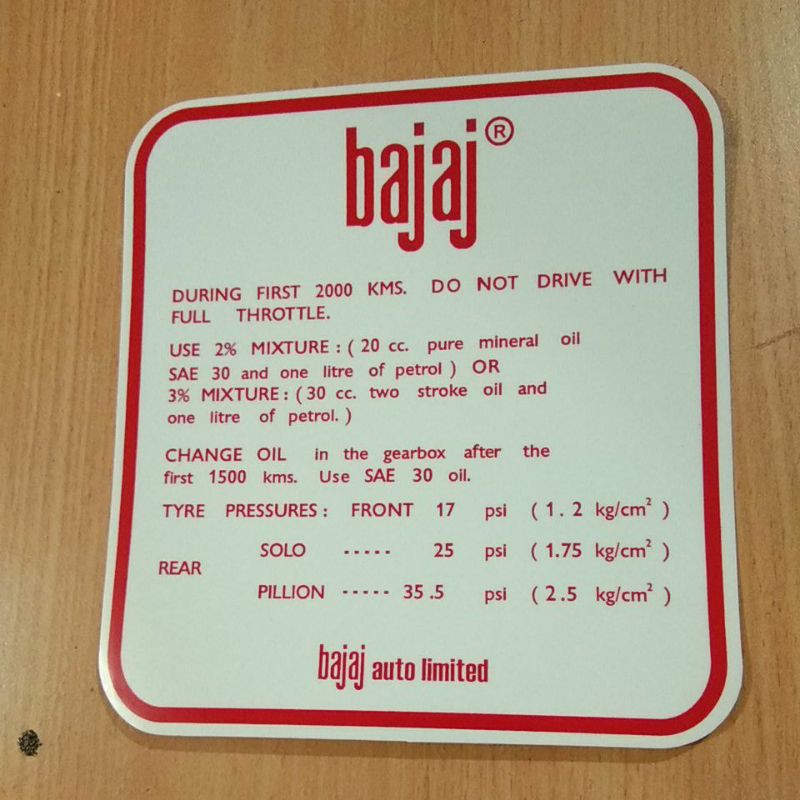 bajaj®
DURING FIRST 2000 KMS. DO NOT DRIVE WITH
FULL THROTTLE.
USE 2% MIXTURE : ( 20 cc. pure mineral oil
SAE 30 and one litre of petrol ) OR
3% MIXTURE : ( 30 cc. two stroke oil and
one litre of petrol. )
CHANGE OIL in the gearbox after the
first 1500 kms. Use SAE 30 oil.
TYRE PRESSURES : FRONT 17 psi ( 1. 2 kg/cm² )
SOLO ----- 25 psi ( 1.75 kg/cm² )
REAR
PILLION ----- 35.5 psi ( 2.5 kg/cm² )
bajaj auto limited